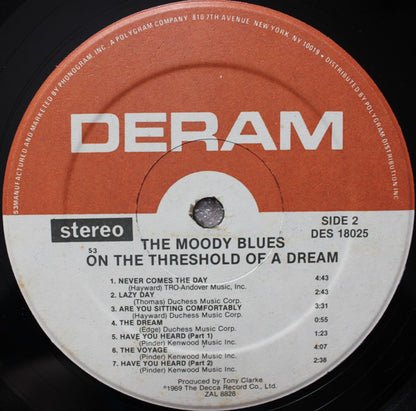 53MANUFACTURED AND MARKETED BY PHONOGRAM, INC., A POLYGRAM COMPANY 810 7TH AVENUE, NEW YORK, NY 10019 • DISTRIBUTED BY POLYGRAM DISTRIBUTION INC.
DERAM
stereo
SIDE 2
DES 18025
53
THE MOODY BLUES
ON THE THRESHOLD OF A DREAM
1. NEVER COMES THE DAY 4:43
(Hayward) TRO-Andover Music, Inc.
2. LAZY DAY 2:43
(Thomas) Duchess Music Corp.
3. ARE YOU SITTING COMFORTABLY 3:31
(Hayward-Thomas) Duchess Music Corp.
4. THE DREAM 0:55
(Edge) Duchess Music Corp.
5. HAVE YOU HEARD (Part 1) 1:23
(Pinder) Kenwood Music Inc.
6. THE VOYAGE 4:07
(Pinder) Kenwood Music Inc.
7. HAVE YOU HEARD (Part 2) 2:38
(Pinder) Kenwood Music Inc.
Produced by Tony Clarke
℗1969 The Decca Record Co. Ltd.
ZAL 8828